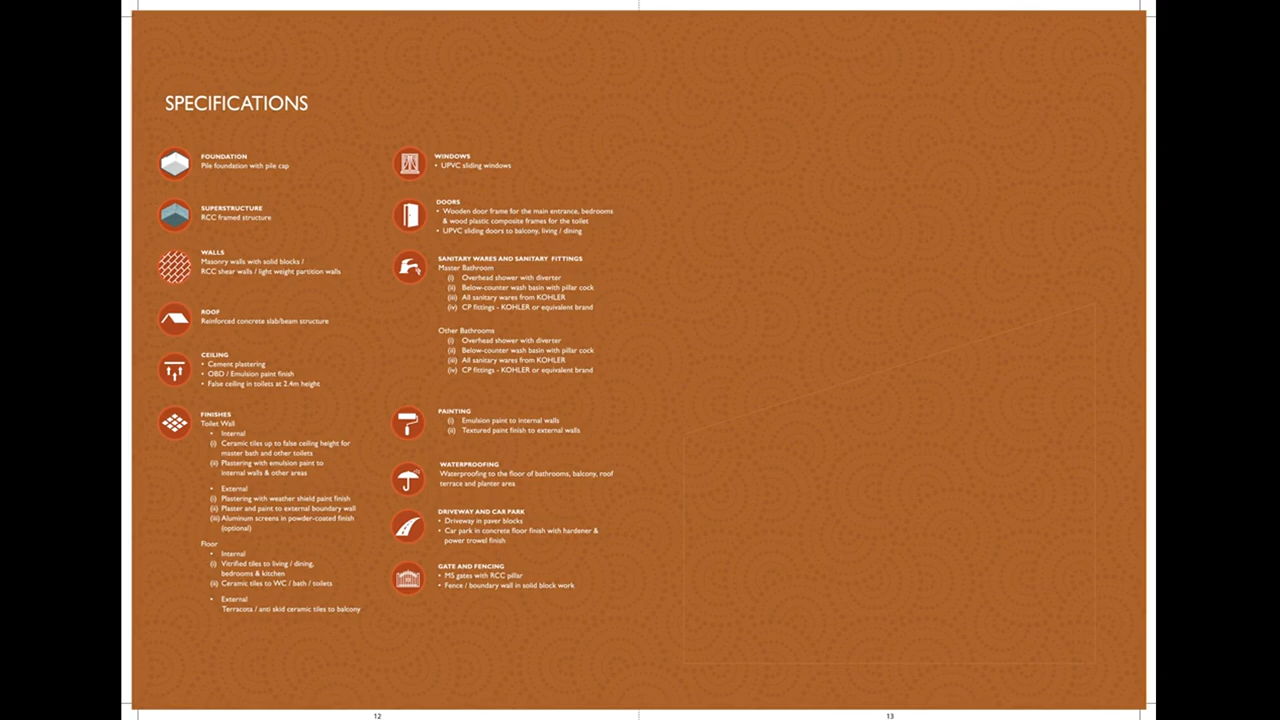 SPECIFICATIONS
FOUNDATION
Pile foundation with pile cap
SUPERSTRUCTURE
RCC framed structure
WALLS
Masonry walls with solid blocks /
RCC shear walls / light weight partition walls
ROOF
Reinforced concrete slab/beam structure
CEILING
• Cement plastering
• OBD / Emulsion paint finish
• False ceiling in toilets at 2.4m height
FINISHES
Toilet Wall
• Internal
(i) Ceramic tiles up to false ceiling height for
master bath and other toilets
(ii) Plastering with emulsion paint to
internal walls & other areas
• External
(i) Plastering with weather shield paint finish
(ii) Plaster and paint to external boundary wall
(iii) Aluminum screens in powder-coated finish
(optional)
Floor
• Internal
(i) Vitrified tiles to living / dining,
bedrooms & kitchen
(ii) Ceramic tiles to WC / bath / toilets
• External
Terracota / anti skid ceramic tiles to balcony
WINDOWS
• UPVC sliding windows
DOORS
• Wooden door frame for the main entrance, bedrooms
& wood plastic composite frames for the toilet
• UPVC sliding doors to balcony, living / dining
SANITARY WARES AND SANITARY FITTINGS
Master Bathroom
(i) Overhead shower with diverter
(ii) Below-counter wash basin with pillar cock
(iii) All sanitary wares from KOHLER
(iv) CP fittings - KOHLER or equivalent brand
Other Bathrooms
(i) Overhead shower with diverter
(ii) Below-counter wash basin with pillar cock
(iii) All sanitary wares from KOHLER
(iv) CP fittings - KOHLER or equivalent brand
PAINTING
(i) Emulsion paint to internal walls
(ii) Textured paint finish to external walls
WATERPROOFING
Waterproofing to the floor of bathrooms, balcony, roof
terrace and planter area
DRIVEWAY AND CAR PARK
• Driveway in paver blocks
• Car park in concrete floor finish with hardener &
power trowel finish
GATE AND FENCING
• MS gates with RCC pillar
• Fence / boundary wall in solid block work
12
13